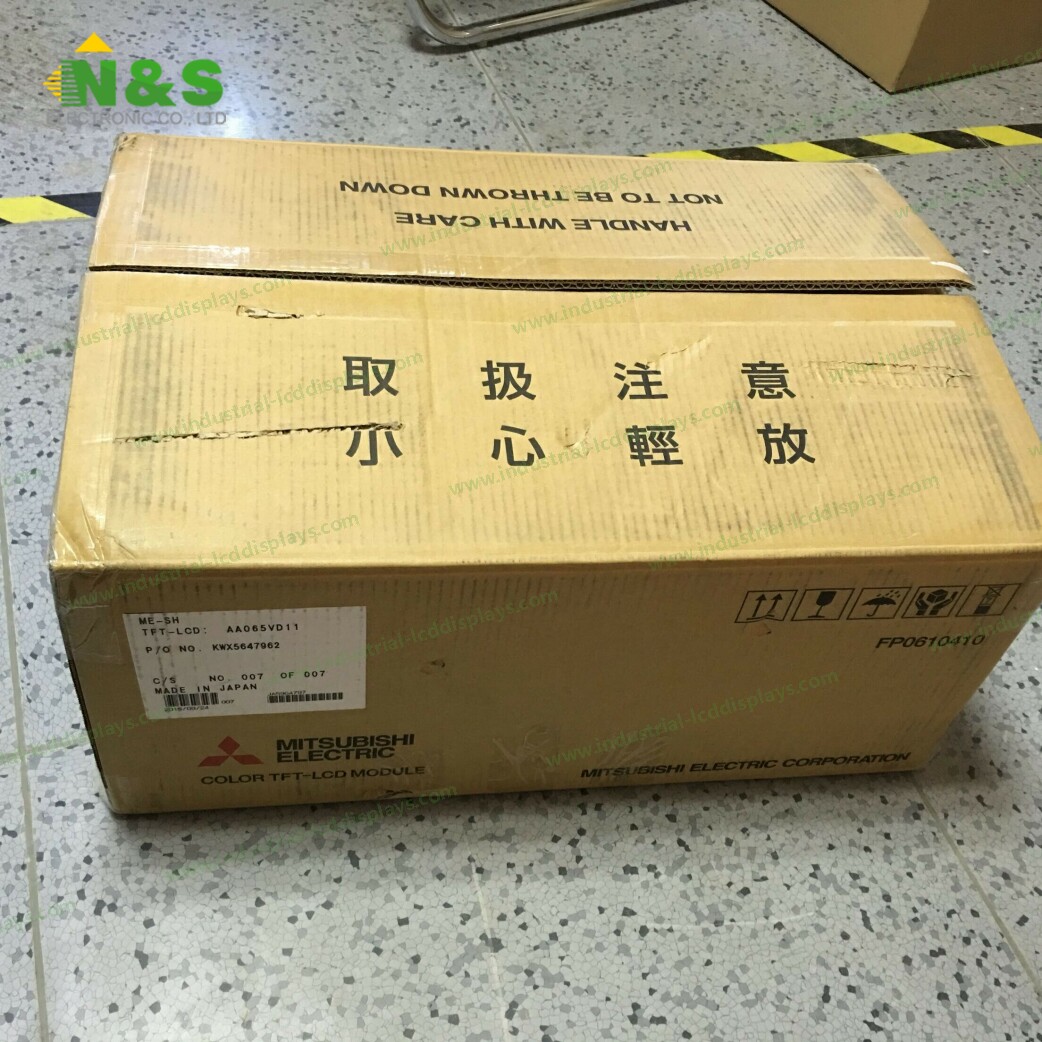 N&S
ELECTRONIC CO., LTD
NOT TO BE THROWN DOWN
HANDLE WITH CARE
取扱注意
小心輕放
ME-SH
TFT-LCD: AA065VD11
P/O NO. KWX5647962
C/S NO. 007 OF 007
MADE IN JAPAN
007
FP0610410
MITSUBISHI
ELECTRIC
COLOR TFT-LCD MODULE
MITSUBISHI ELECTRIC CORPORATION
www.industrial-lcddisplays.com